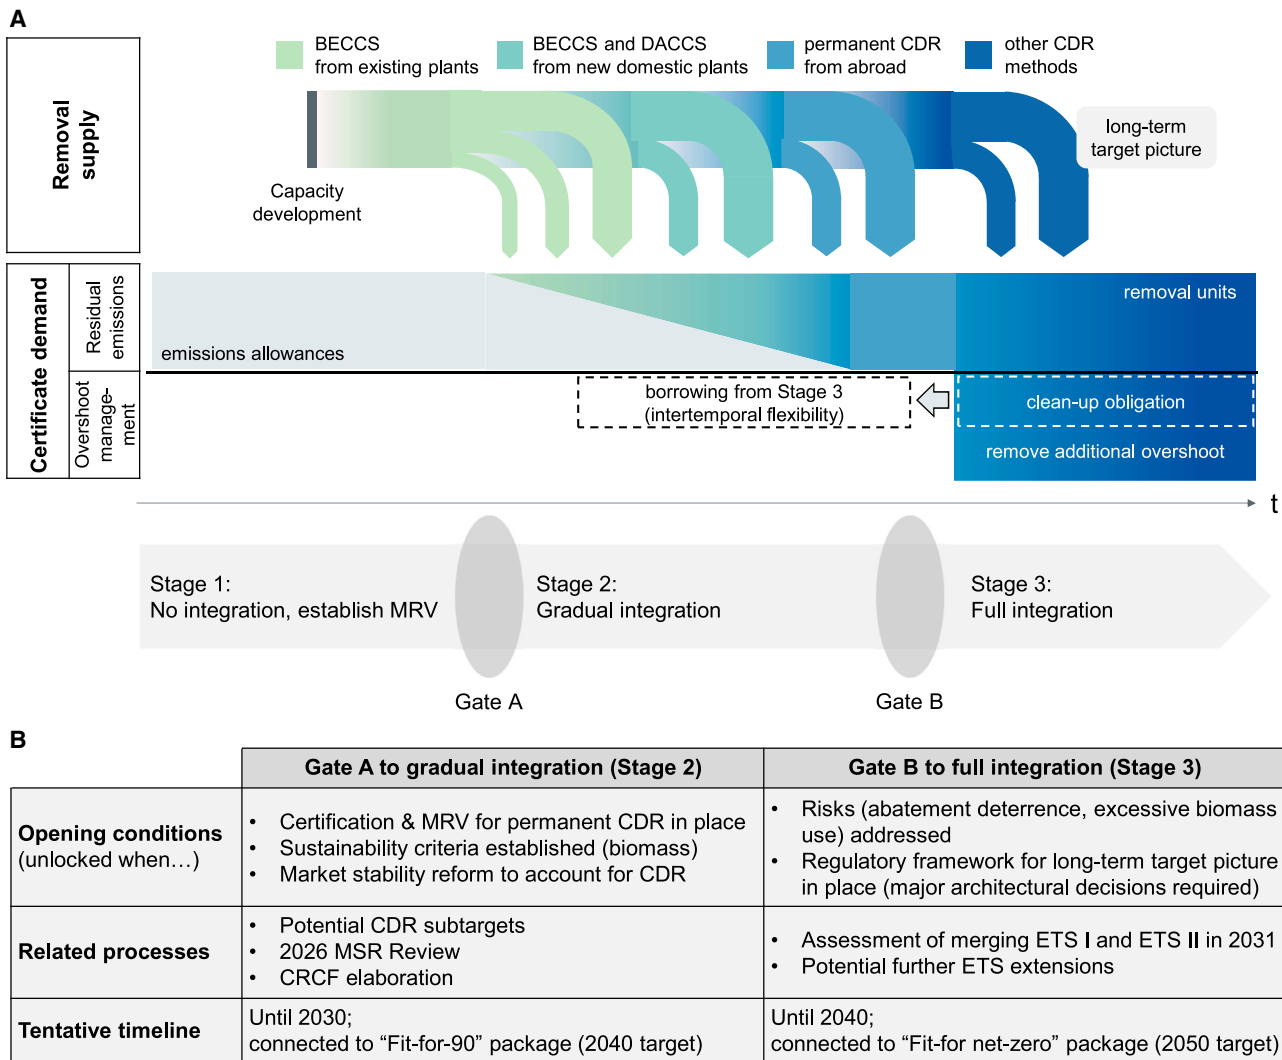 A
BECCS
from existing plants
BECCS and DACCS
from new domestic plants
permanent CDR
from abroad
other CDR
methods
Removal
supply
long-term
target picture
Capacity
development
Certificate demand
Residual
emissions
removal units
emissions allowances
Overshoot
manage-
ment
borrowing from Stage 3
(intertemporal flexibility)
clean-up obligation
remove additional overshoot
t
Stage 1:
No integration, establish MRV
Stage 2:
Gradual integration
Stage 3:
Full integration
Gate A
Gate B
B
Gate A to gradual integration (Stage 2)
Gate B to full integration (Stage 3)
Opening conditions
(unlocked when…)
• Certification & MRV for permanent CDR in place
• Sustainability criteria established (biomass)
• Market stability reform to account for CDR
• Risks (abatement deterrence, excessive biomass
use) addressed
• Regulatory framework for long-term target picture
in place (major architectural decisions required)
Related processes
• Potential CDR subtargets
• 2026 MSR Review
• CRCF elaboration
• Assessment of merging ETS I and ETS II in 2031
• Potential further ETS extensions
Tentative timeline
Until 2030;
connected to “Fit-for-90” package (2040 target)
Until 2040;
connected to “Fit-for net-zero” package (2050 target)